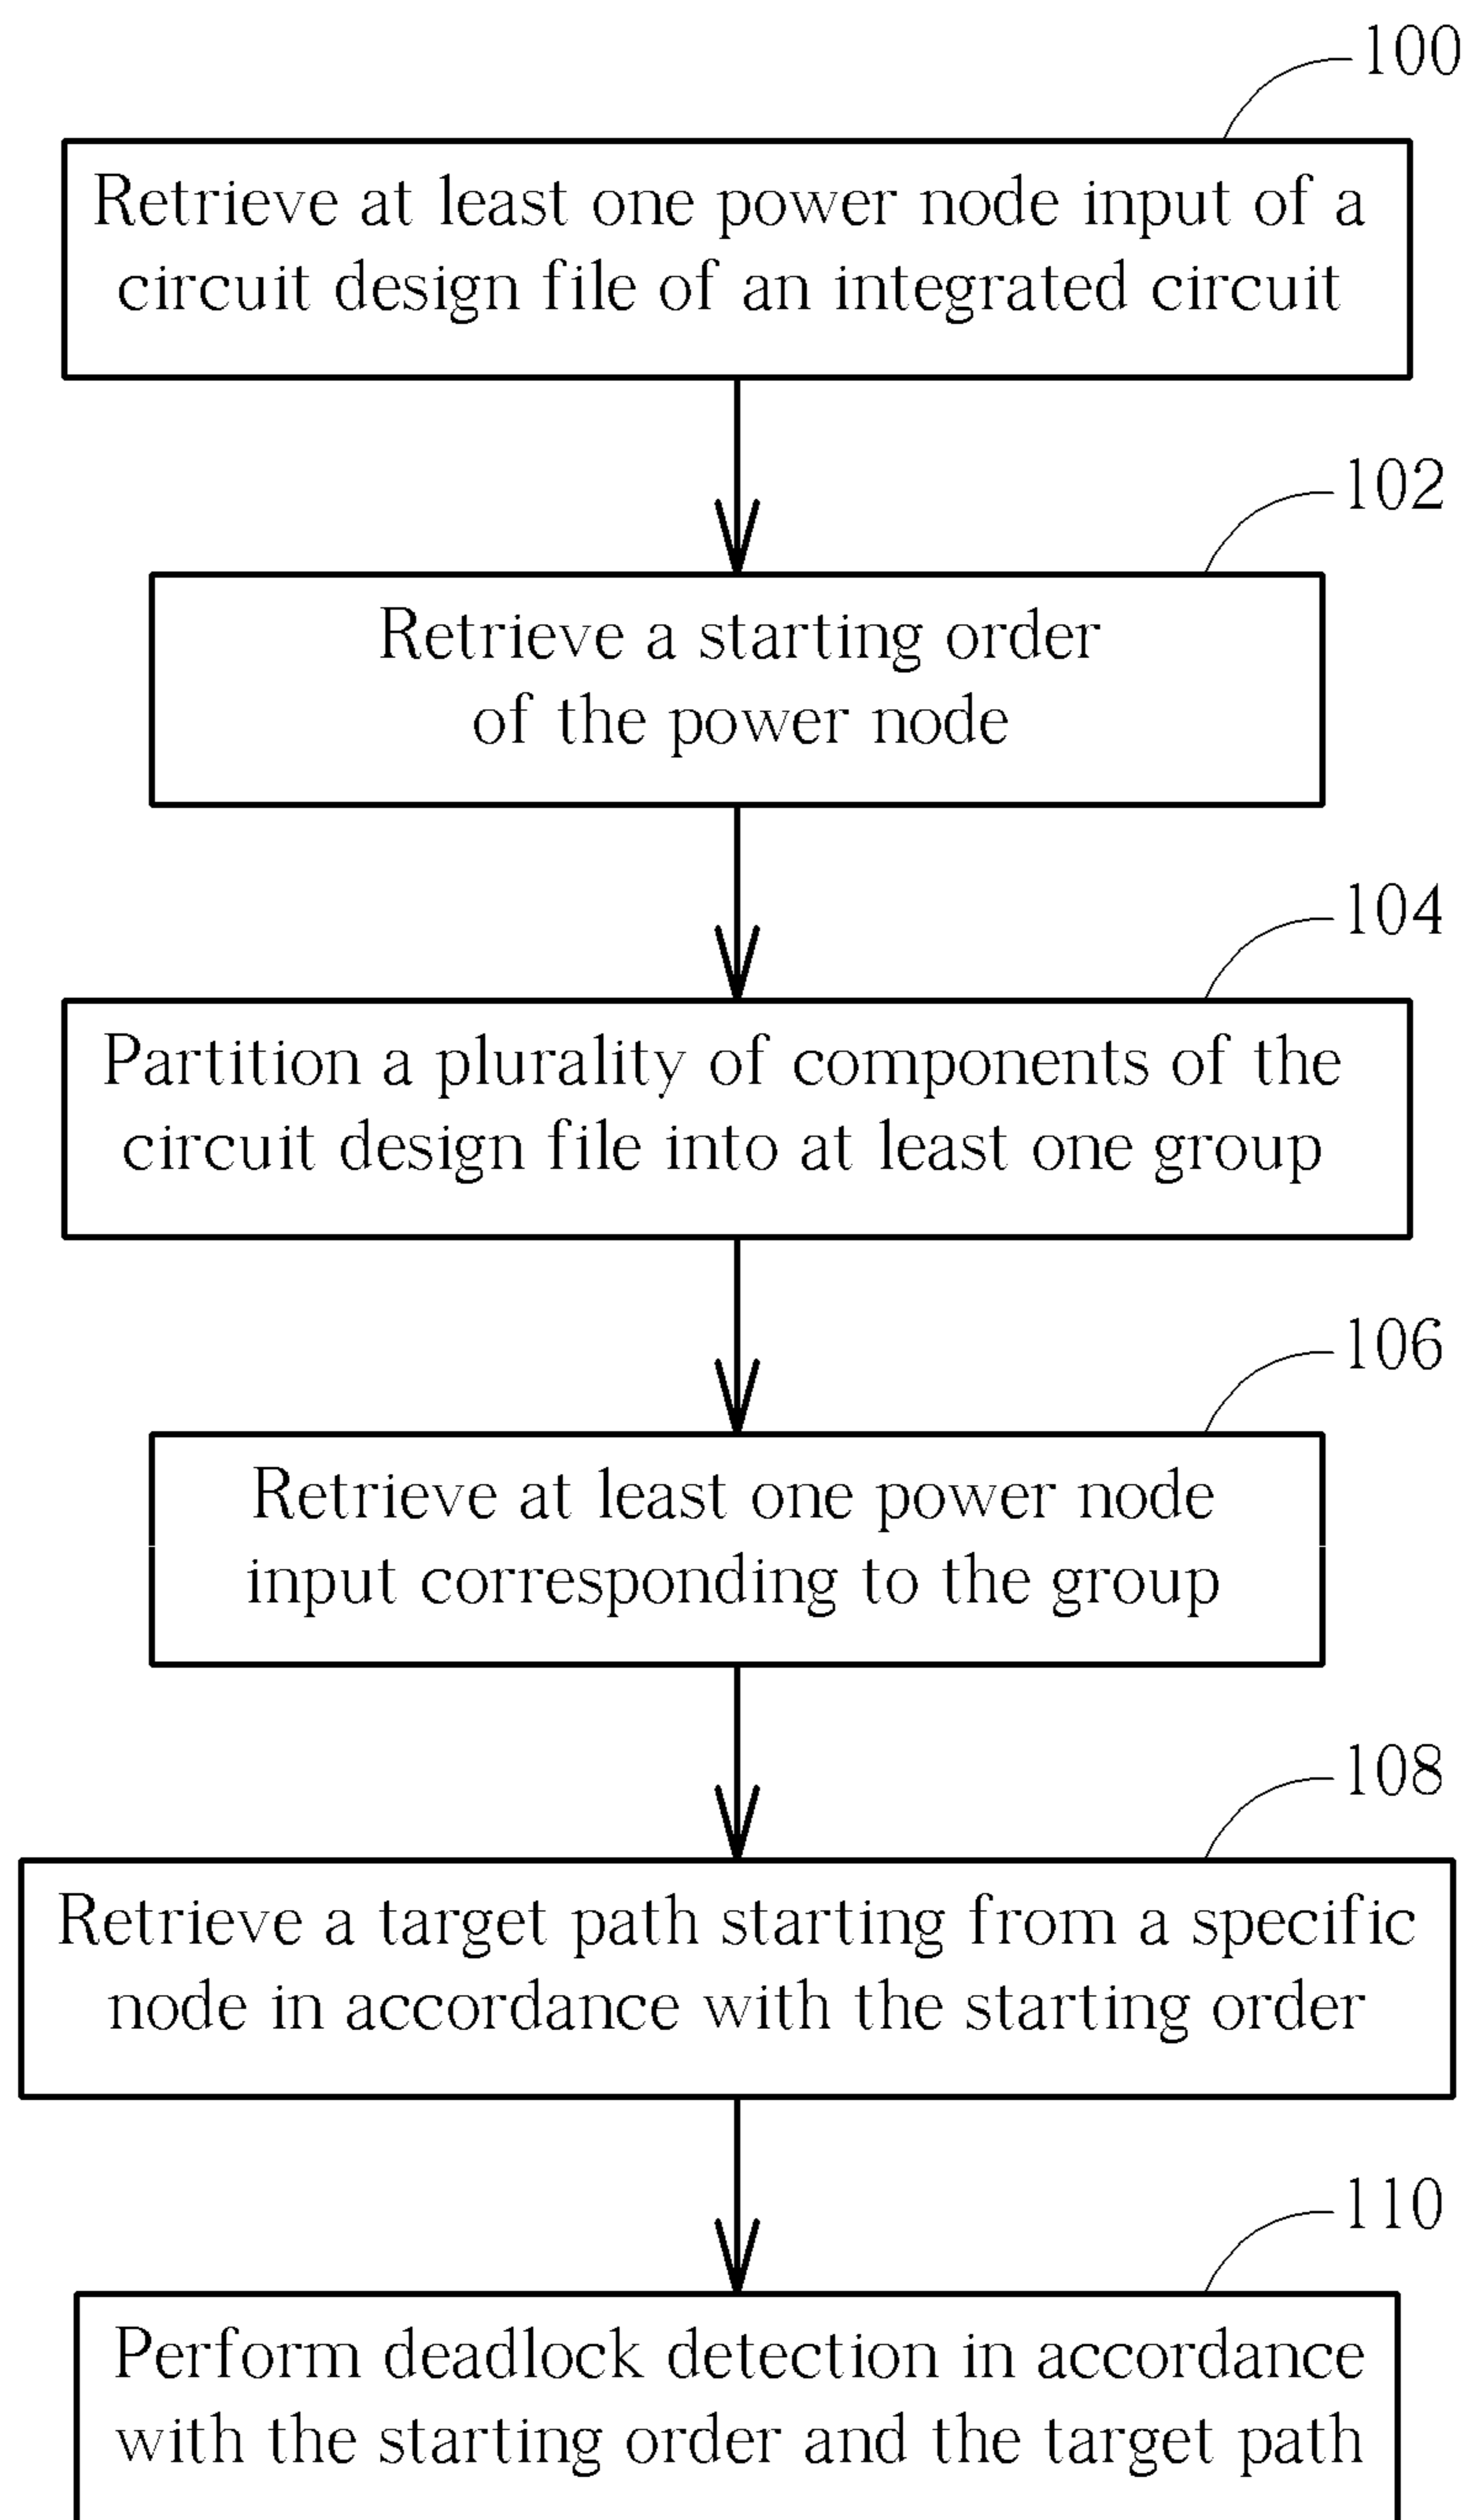 100
Retrieve at least one power node input of a
circuit design file of an integrated circuit
102
Retrieve a starting order
of the power node
104
Partition a plurality of components of the
circuit design file into at least one group
106
Retrieve at least one power node
input corresponding to the group
108
Retrieve a target path starting from a specific
node in accordance with the starting order
110
Perform deadlock detection in accordance
with the starting order and the target path